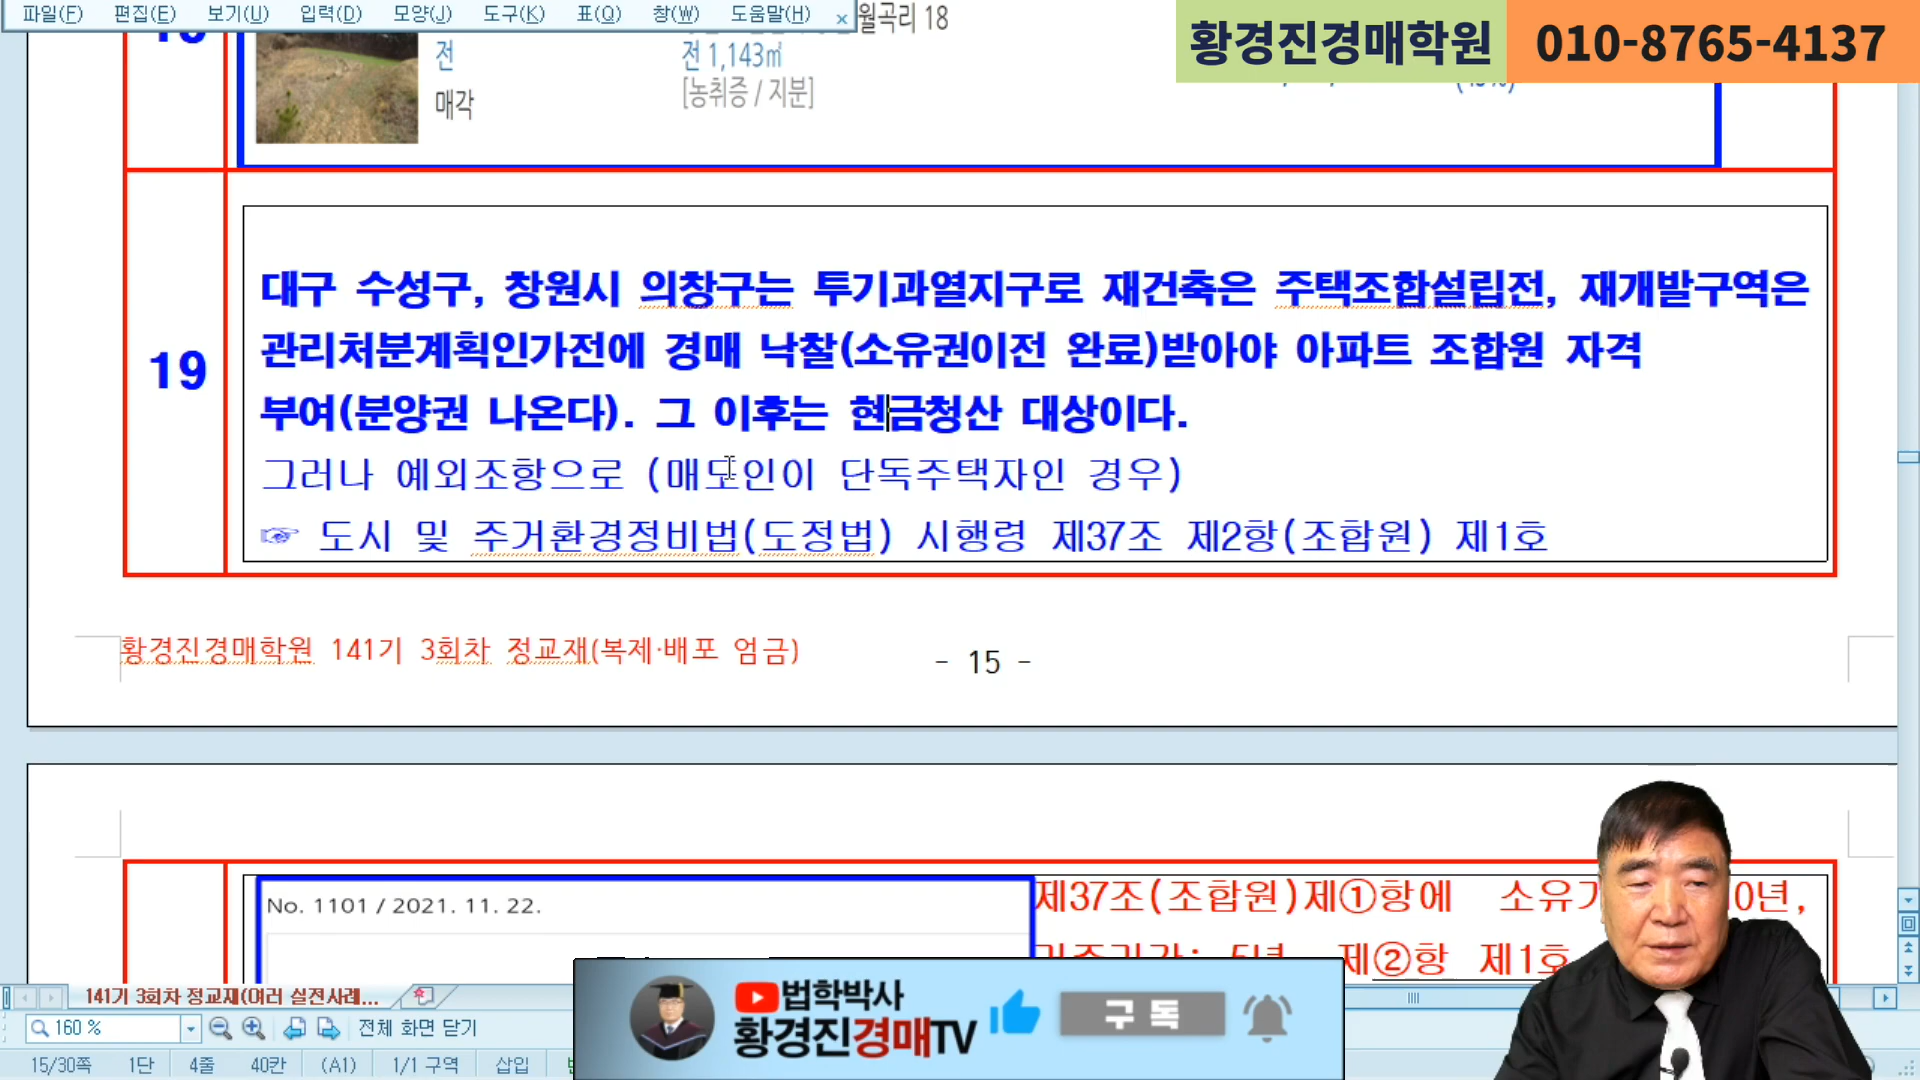 파일(F) 편집(E) 보기(U) 입력(D) 모양(J) 도구(K) 표(Q) 창(W) 도움말(H) ×
월곡리 18
황경진경매학원 010-8765-4137
전
전 1,143㎡
매각
[농취증 / 지분]
19
대구 수성구, 창원시 의창구는 투기과열지구로 재건축은 주택조합설립전, 재개발구역은
관리처분계획인가전에 경매 낙찰(소유권이전 완료)받아야 아파트 조합원 자격
부여(분양권 나온다). 그 이후는 현금청산 대상이다.
그러나 예외조항으로 (매도인이 단독주택자인 경우)
☞ 도시 및 주거환경정비법(도정법) 시행령 제37조 제2항(조합원) 제1호
황경진경매학원 141기 3회차 정교재(복제·배포 엄금)
- 15 -
No. 1101 / 2021. 11. 22.
제37조(조합원)제①항에 소유기 0년,
제②항 제1호
141기 3회차 정교재(여러 실전사례...
160 % 전체 화면 닫기
15/30쪽 1단 4줄 40칸 (A1) 1/1 구역 삽입
법학박사
황경진경매TV
구독